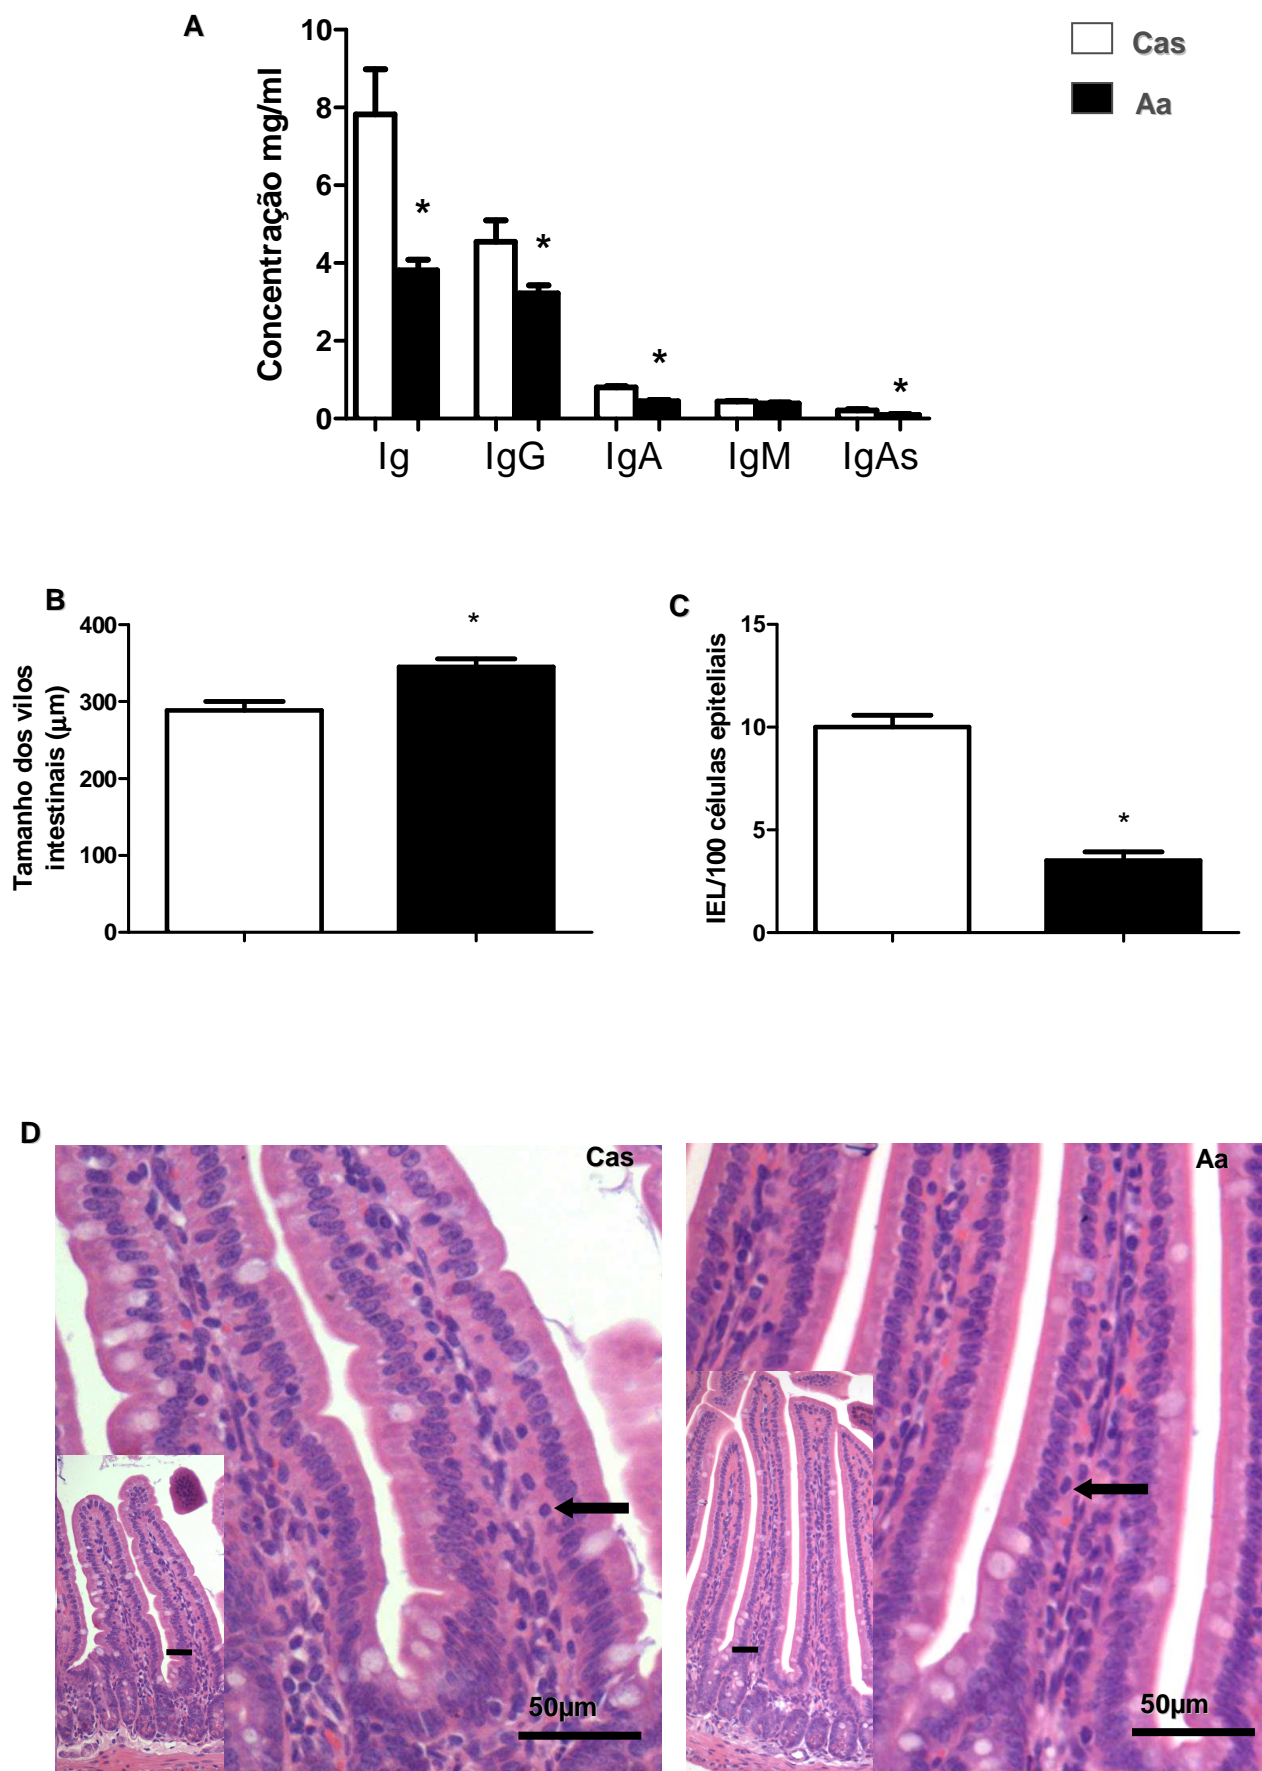 A
Cas
Aa
Concentração mg/ml
10
8
6
4
2
0
*
*
*
*
Ig IgG IgA IgM IgAs
B
Tamanho dos vilos
intestinais (µm)
400
300
200
100
0
*
C
IEL/100 células epiteliais
15
10
5
0
*
D
Cas
50µm
Aa
50µm